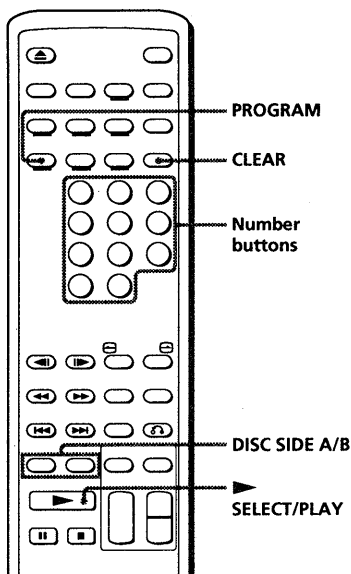 PROGRAM
CLEAR
Number
buttons
DISC SIDE A/B
SELECT/PLAY